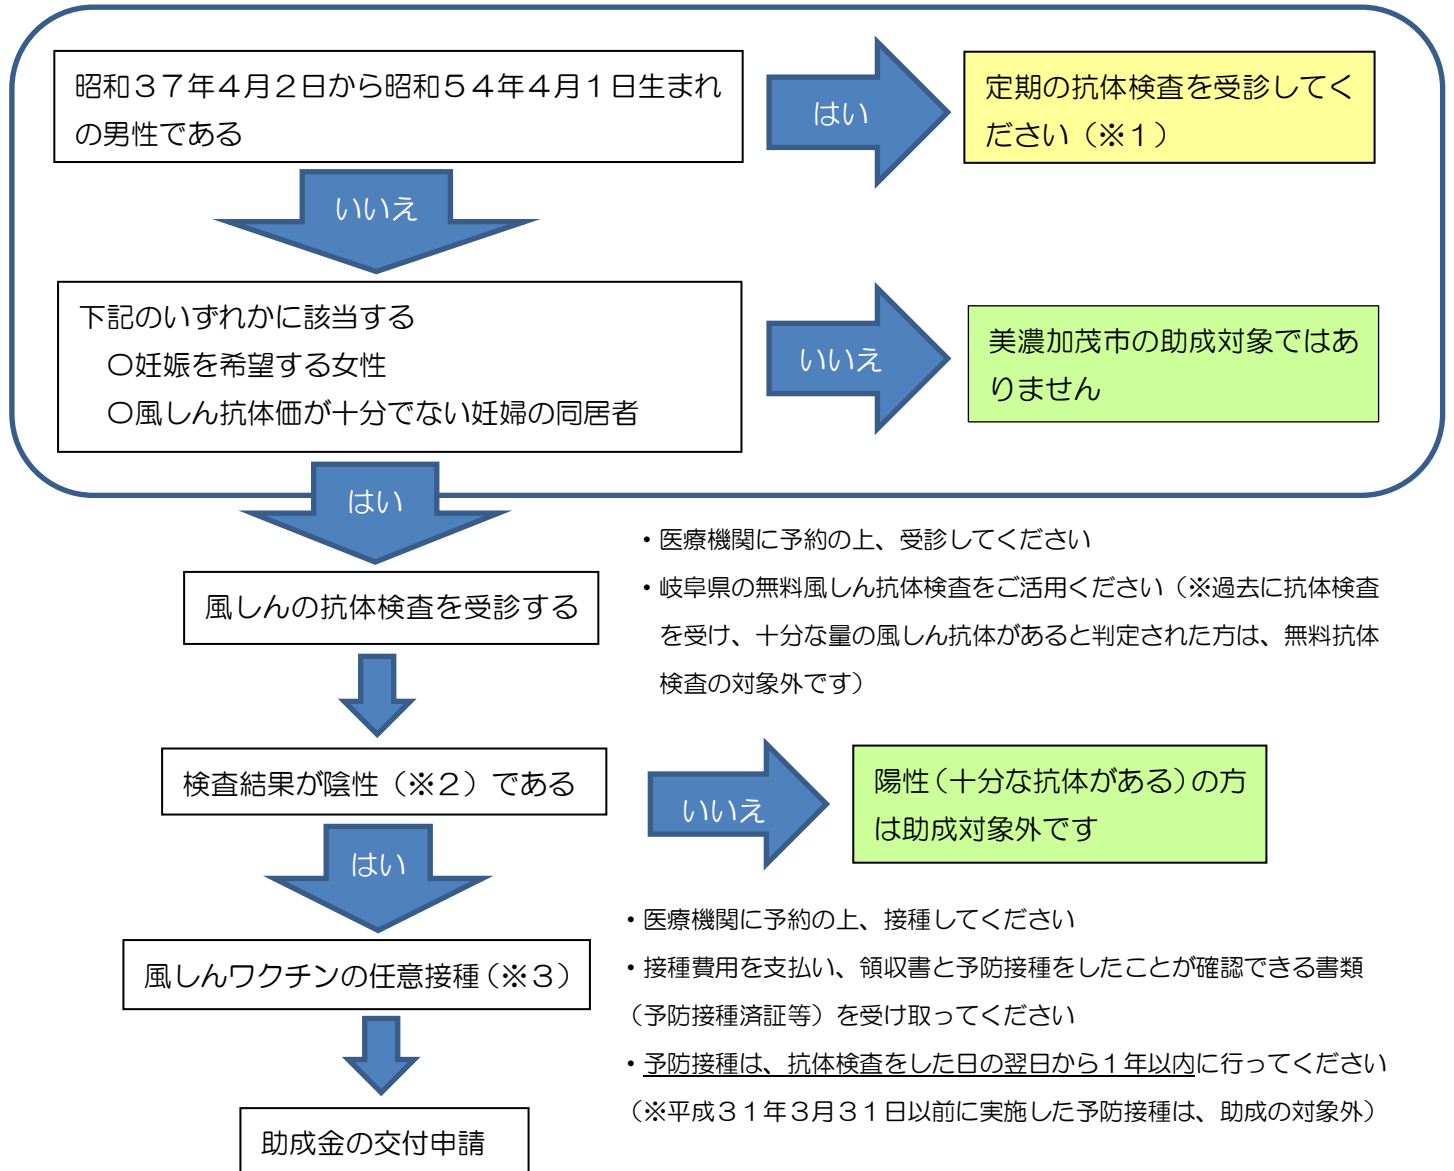 昭和37年4月2日から昭和54年4月1日生まれ
の男性である
はい
定期の抗体検査を受診してく
ださい（※1）
いいえ
下記のいずれかに該当する
〇妊娠を希望する女性
〇風しん抗体価が十分でない妊婦の同居者
いいえ
美濃加茂市の助成対象ではあ
りません
はい
・医療機関に予約の上、受診してください
風しんの抗体検査を受診する
・岐阜県の無料風しん抗体検査をご活用ください（※過去に抗体検査
を受け、十分な量の風しん抗体があると判定された方は、無料抗体
検査の対象外です）
検査結果が陰性（※2）である
いいえ
陽性（十分な抗体がある）の方
は助成対象外です
はい
・医療機関に予約の上、接種してください
風しんワクチンの任意接種（※3）
・接種費用を支払い、領収書と予防接種をしたことが確認できる書類
（予防接種済証等）を受け取ってください
・予防接種は、抗体検査をした日の翌日から1年以内に行ってください
（※平成31年3月31日以前に実施した予防接種は、助成の対象外）
助成金の交付申請